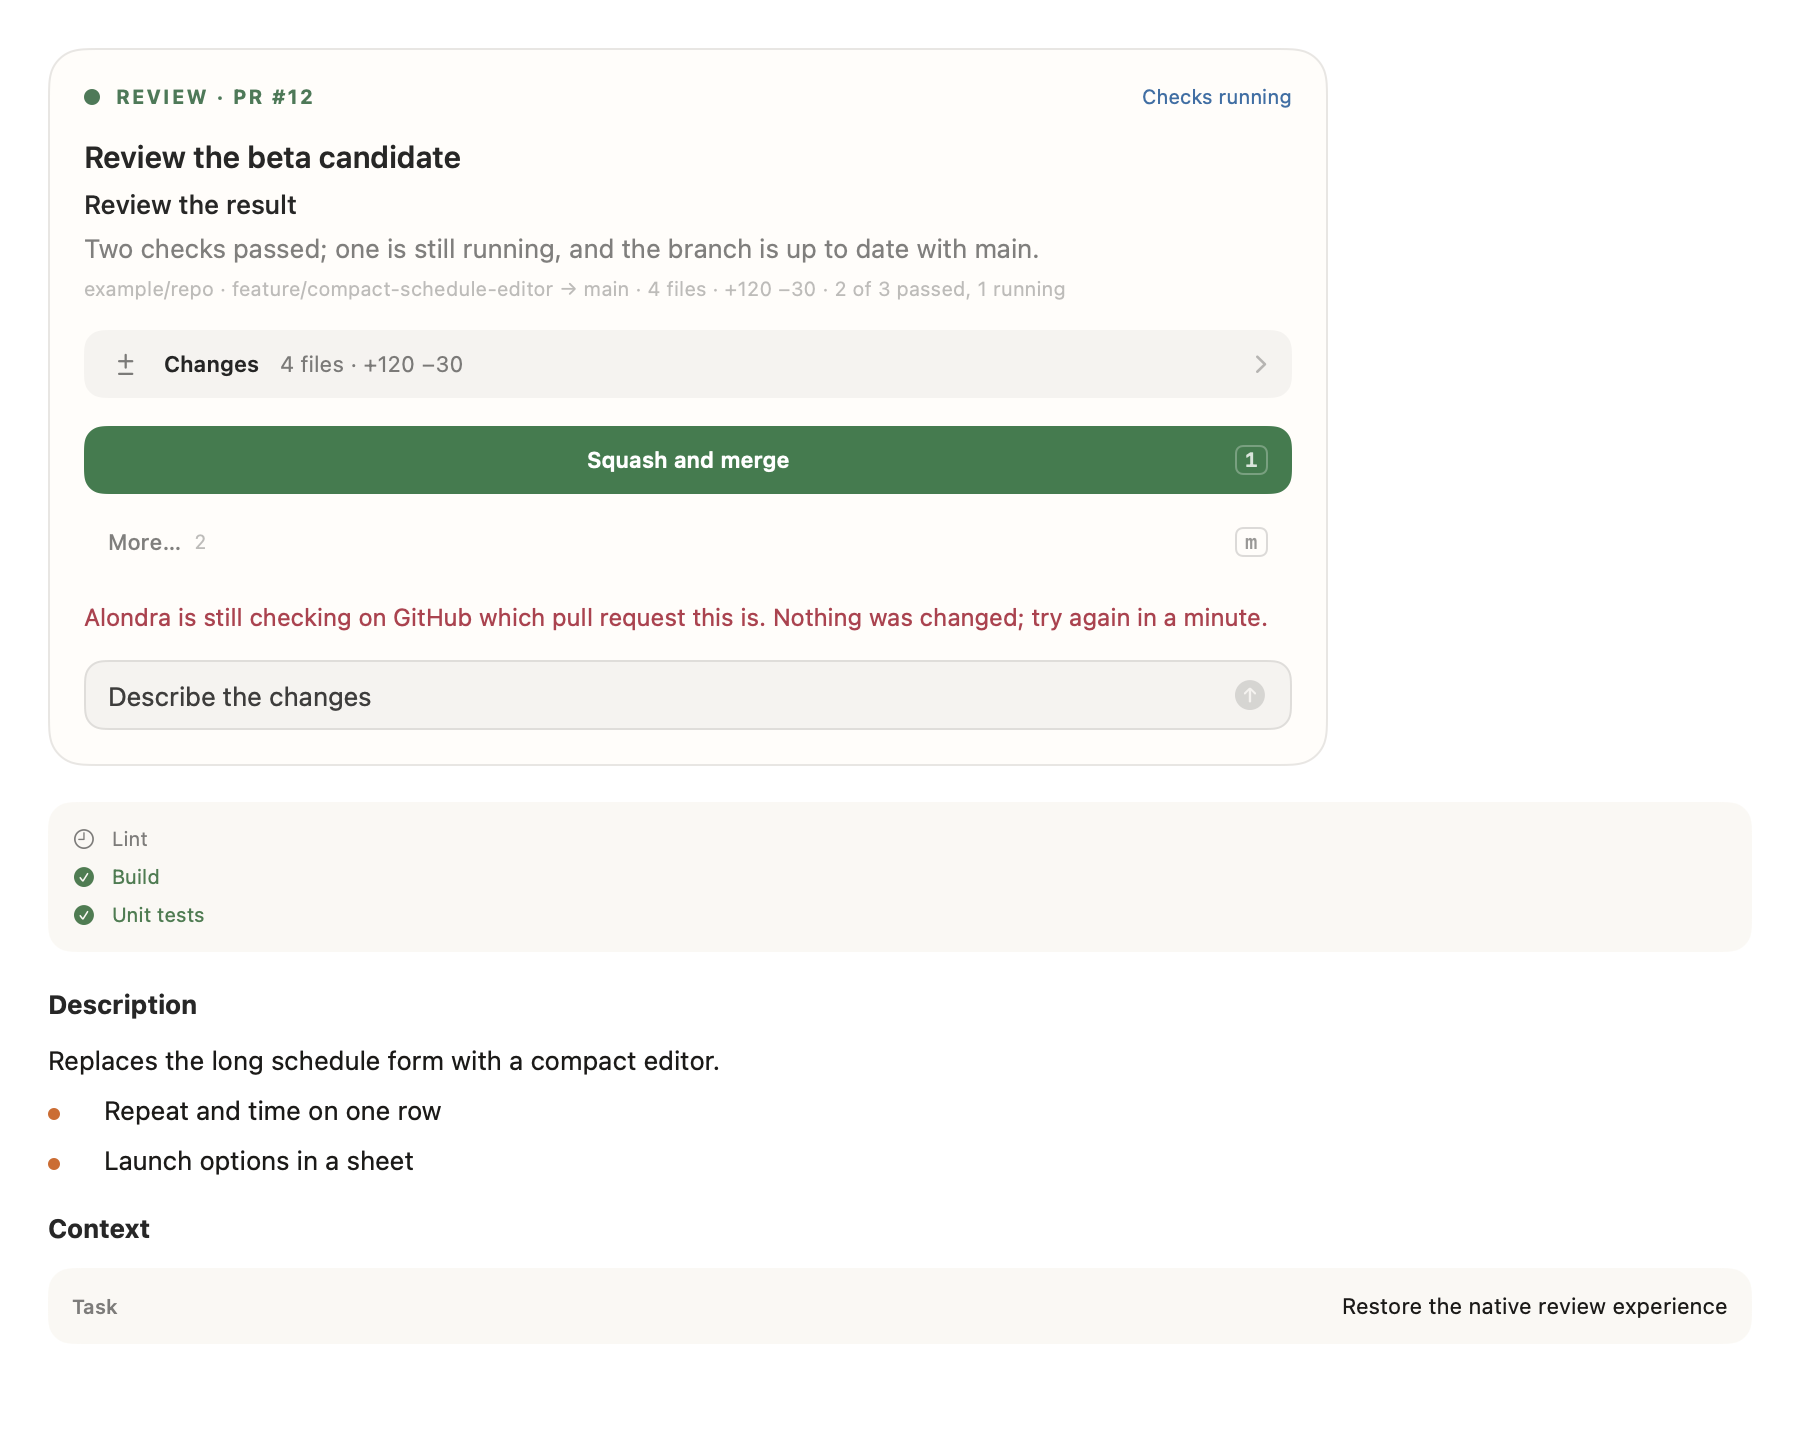 REVIEW · PR #12
Checks running
Review the beta candidate
Review the result
Two checks passed; one is still running, and the branch is up to date with main.
example/repo · feature/compact-schedule-editor → main · 4 files · +120 −30 · 2 of 3 passed, 1 running
± Changes 4 files · +120 −30
Squash and merge 1
More... 2 m
Alondra is still checking on GitHub which pull request this is. Nothing was changed; try again in a minute.
Describe the changes
Lint
Build
Unit tests
Description
Replaces the long schedule form with a compact editor.
• Repeat and time on one row
• Launch options in a sheet
Context
Task Restore the native review experience